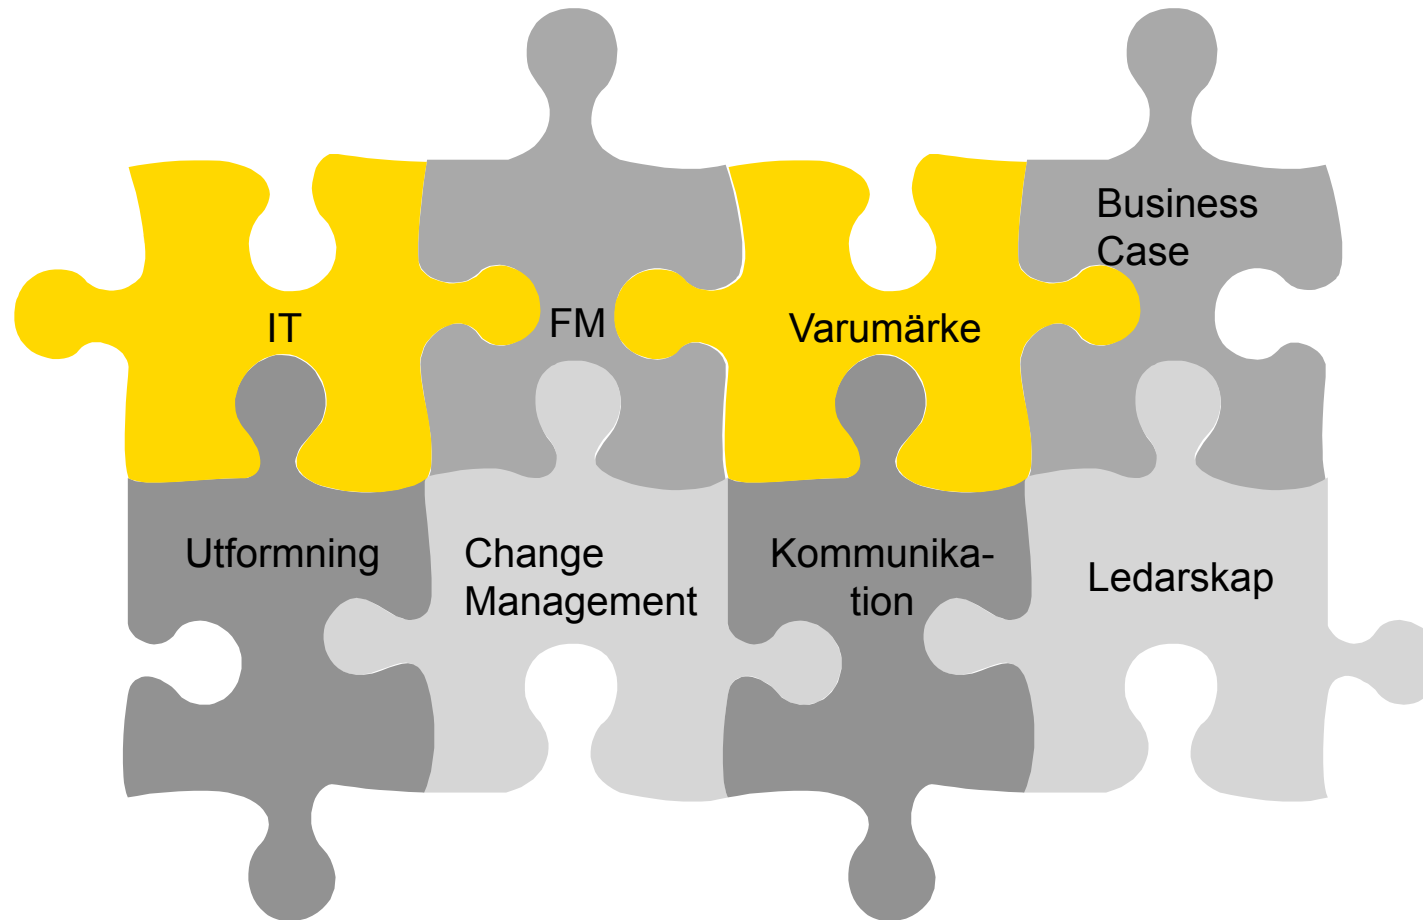 Business
Case
IT
FM
Varumärke
Utformning
Change
Management
Kommunika-
tion
Ledarskap